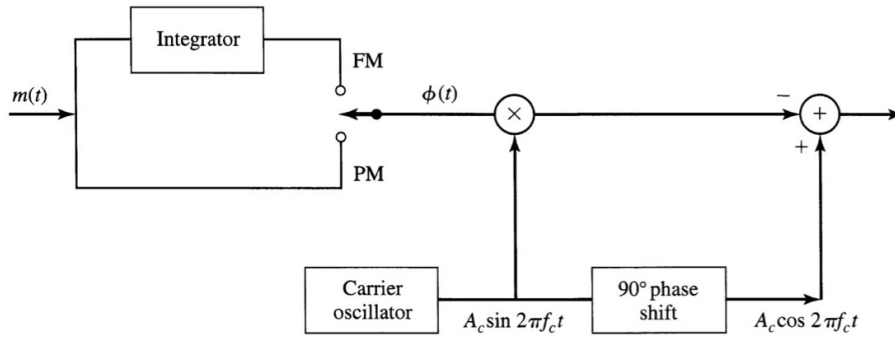 Integrator
FM
m(t)
ϕ(t)
×
−
+
+
PM
Carrier
oscillator
90° phase
shift
A_c sin 2πf_c t
A_c cos 2πf_c t